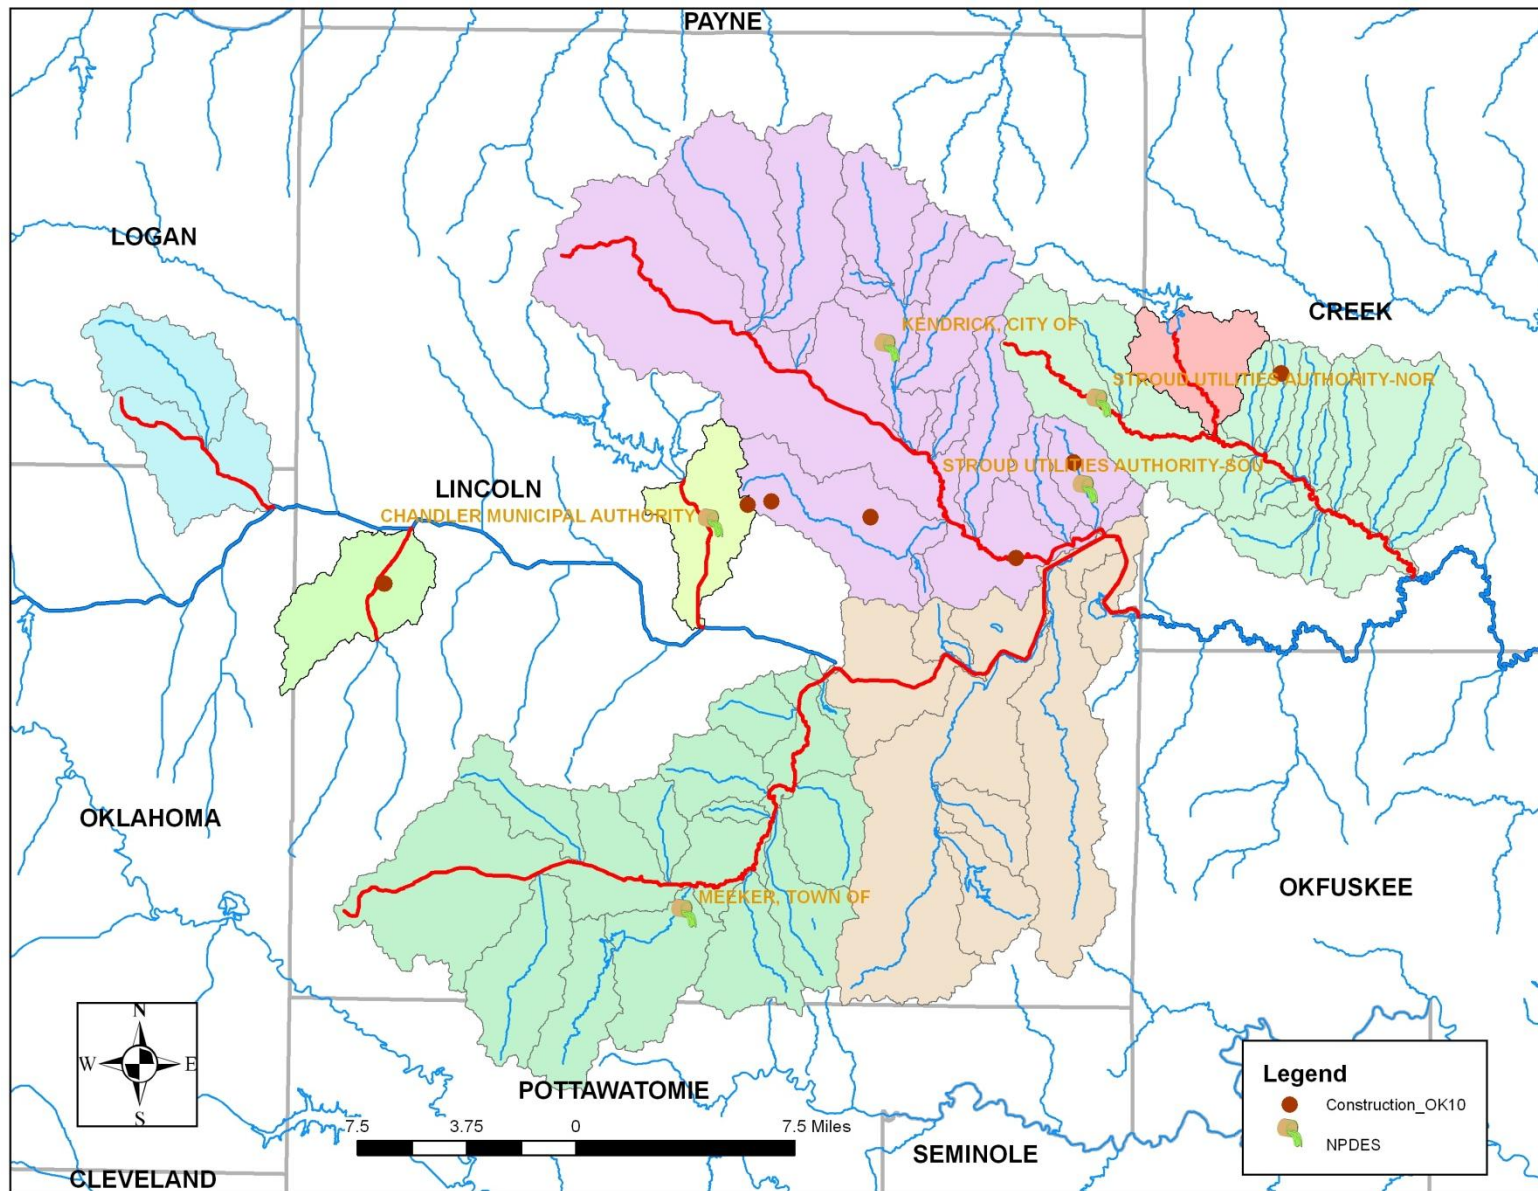 PAYNE
LOGAN
CREEK
KENDRICK, CITY OF
STROUD UTILITIES AUTHORITY-NOR
STROUD UTILITIES AUTHORITY-SOU
LINCOLN
CHANDLER MUNICIPAL AUTHORITY
OKLAHOMA
MEEKER, TOWN OF
OKFUSKEE
N
W E
S
POTTAWATOMIE
7.5 3.75 0 7.5 Miles
SEMINOLE
CLEVELAND
Legend
Construction_OK10
NPDES